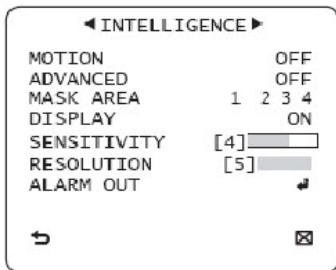 INTELLIGENCE
MOTION OFF
ADVANCED OFF
MASK AREA 1 2 3 4
DISPLAY ON
SENSITIVITY [4]
RESOLUTION [5]
ALARM OUT